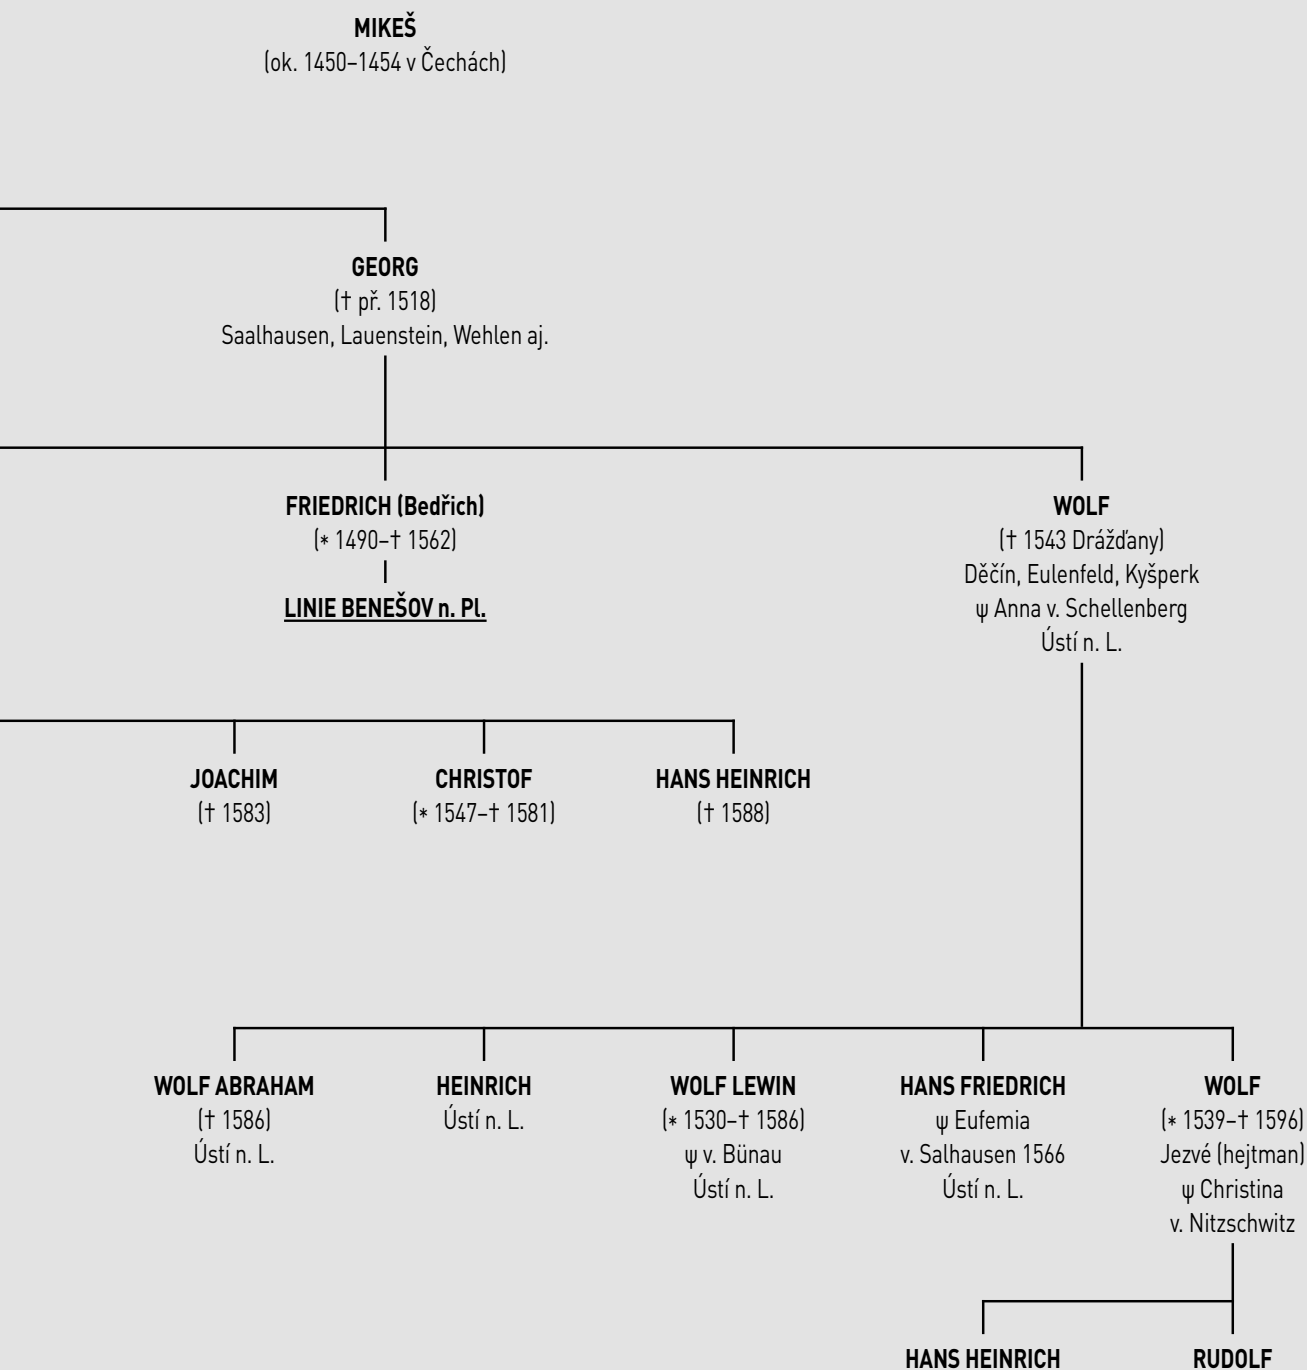 MIKEŠ
(ok. 1450–1454 v Čechách)
GEORG
(† př. 1518)
Saalhausen, Lauenstein, Wehlen aj.
FRIEDRICH (Bedřich)
(* 1490–† 1562)
LINIE BENEŠOV n. Pl.
WOLF
(† 1543 Drážďany)
Děčín, Eulenfeld, Kyšperk
ψ Anna v. Schellenberg
Ústí n. L.
JOACHIM
(† 1583)
CHRISTOF
(* 1547–† 1581)
HANS HEINRICH
(† 1588)
WOLF ABRAHAM
(† 1586)
Ústí n. L.
HEINRICH
Ústí n. L.
WOLF LEWIN
(* 1530–† 1586)
ψ v. Bünau
Ústí n. L.
HANS FRIEDRICH
ψ Eufemia
v. Salhausen 1566
Ústí n. L.
WOLF
(* 1539–† 1596)
Jezvé (hejtman)
ψ Christina
v. Nitzschwitz
HANS HEINRICH
RUDOLF